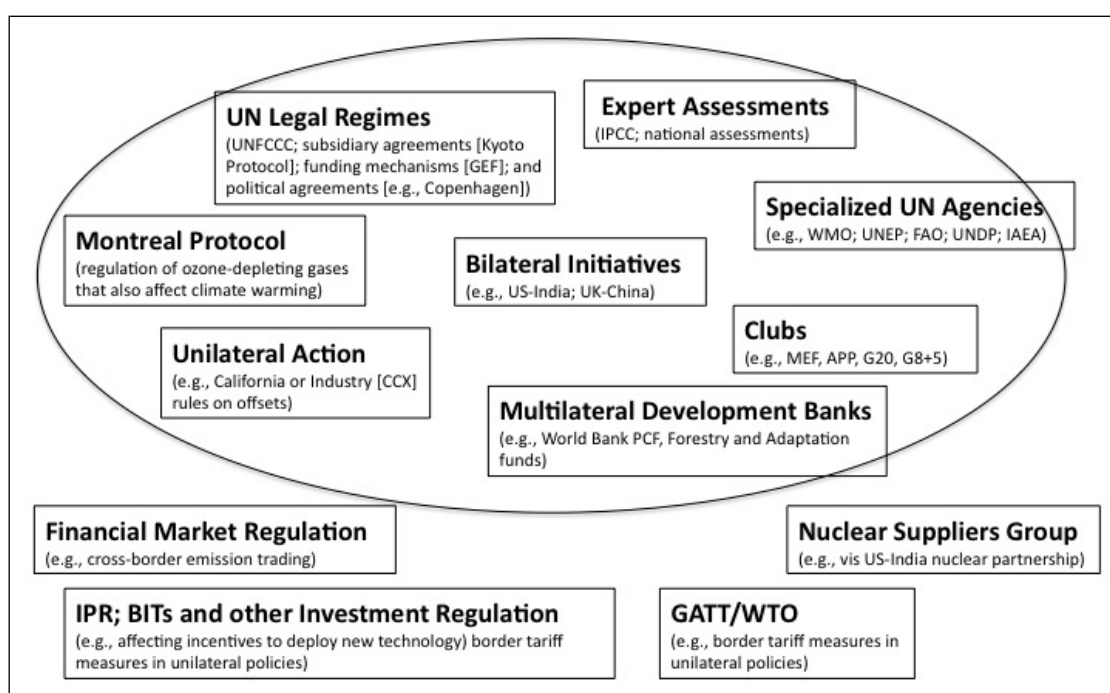 UN Legal Regimes
(UNFCCC; subsidiary agreements [Kyoto
Protocol]; funding mechanisms [GEF]; and
political agreements [e.g., Copenhagen])
Expert Assessments
(IPCC; national assessments)
Specialized UN Agencies
(e.g., WMO; UNEP; FAO; UNDP; IAEA)
Montreal Protocol
(regulation of ozone-depleting gases
that also affect climate warming)
Bilateral Initiatives
(e.g., US-India; UK-China)
Clubs
(e.g., MEF, APP, G20, G8+5)
Unilateral Action
(e.g., California or Industry [CCX]
rules on offsets)
Multilateral Development Banks
(e.g., World Bank PCF, Forestry and Adaptation
funds)
Financial Market Regulation
(e.g., cross-border emission trading)
Nuclear Suppliers Group
(e.g., vis US-India nuclear partnership)
IPR; BITs and other Investment Regulation
(e.g., affecting incentives to deploy new technology) border tariff
measures in unilateral policies)
GATT/WTO
(e.g., border tariff measures in
unilateral policies)